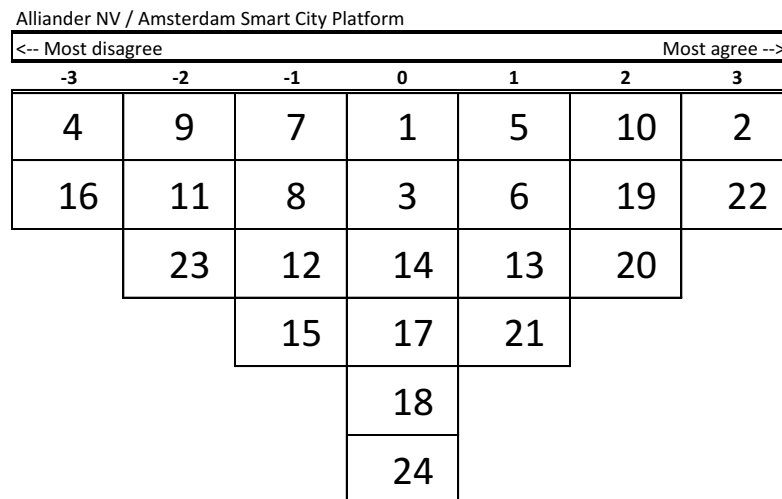 Alliander NV / Amsterdam Smart City Platform
<-- Most disagree Most agree -->
-3 -2 -1 0 1 2 3
4 9 7 1 5 10 2
16 11 8 3 6 19 22
23 12 14 13 20
15 17 21
18
24